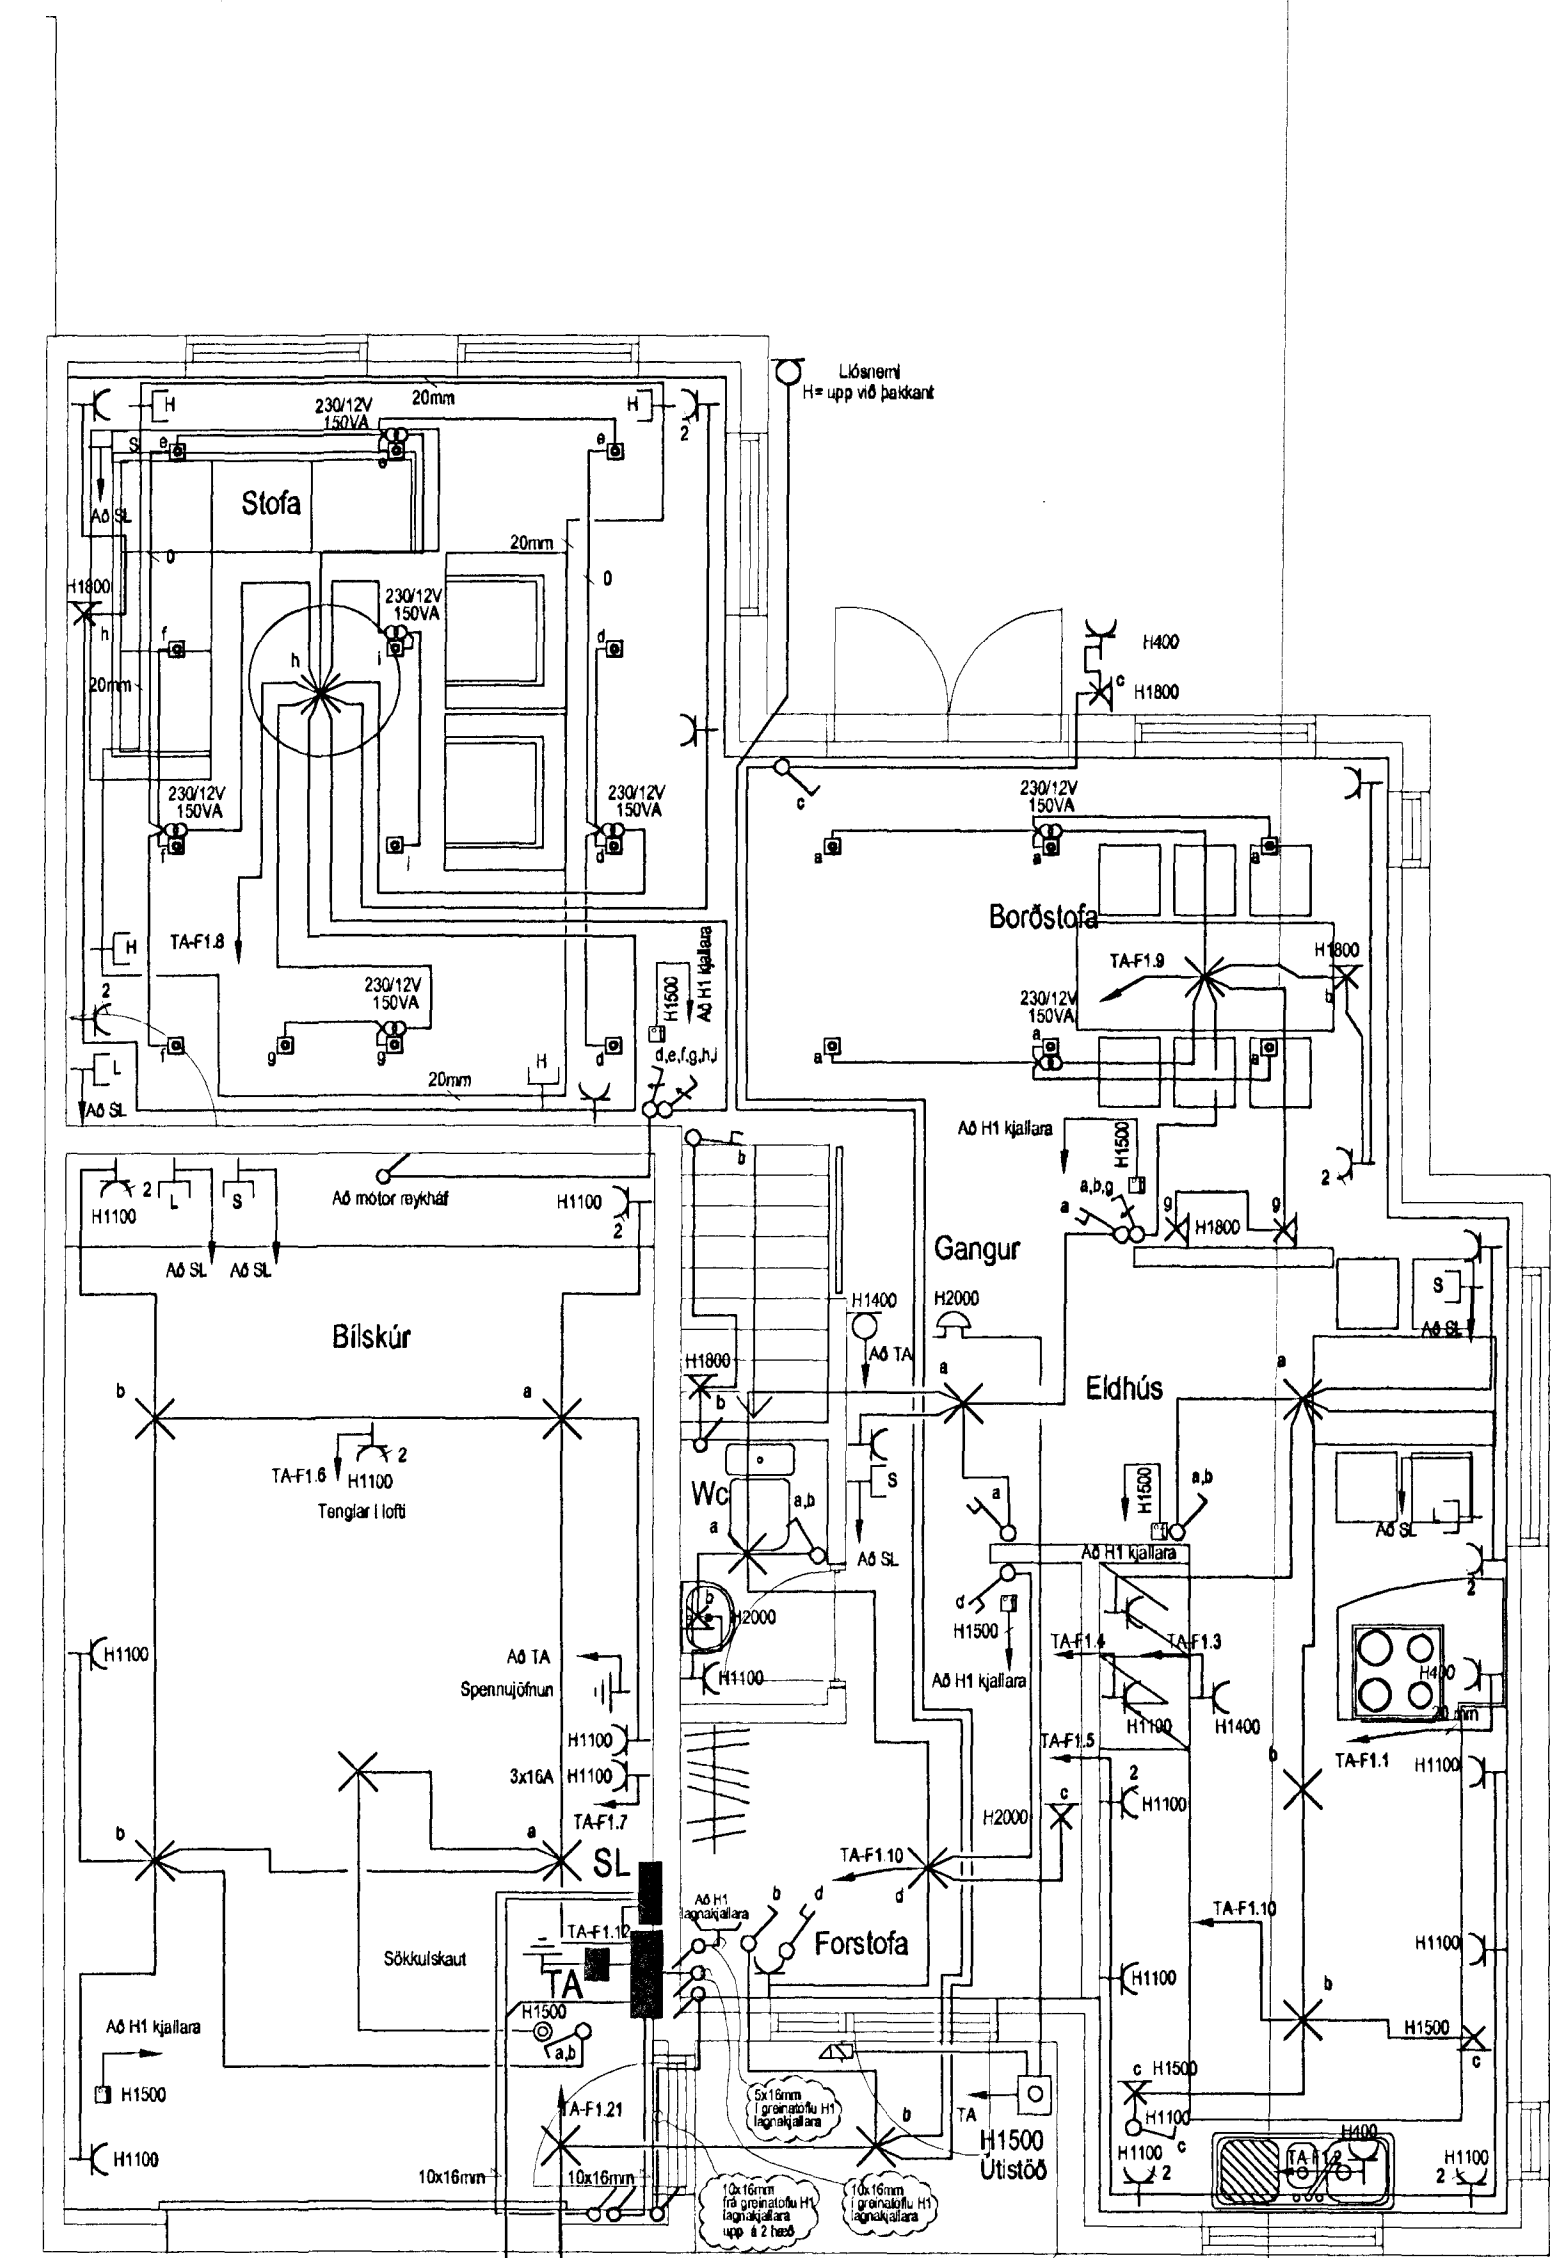 Ljósnemi
H= upp við þakkant
20mm
H
230/12V
150VA
H
2
e
e
e
S
Stofa
Að SL
0
20mm
0
H1800
h
230/12V
150VA
f
h
i
d
20mm
H400
c
H1800
c
230/12V
150VA
f
i
230/12V
150VA
d
230/12V
150VA
a
a
a
Borðstofa
H
TA-F1.8
Að H1 kjallara
H1500
TA-F1.9
H1800
b
2
230/12V
150VA
230/12V
150VA
f
g
g
d
d,e,f,g,h,i
a
a
a
L
20mm
H
Að SL
Að H1 kjallara
H1500
b
2
H1100
L
S
2
Að mótor reykháf
H1100
2
a,b,g
a
g
g
H1800
Að SL
Að SL
Gangur
S
Að SL
Bílskúr
H1400
H2000
Að TA
H1800
b
a
b
a
a
Eldhús
2
TA-F1.6
H1100
Tenglar í lofti
Wc
a,b
a
S
Að SL
a
H1500
a,b
L
Að SL
Að H1 kjallara
b
H2000
d
H1500
2
H1100
Að TA
H1100
Spennujöfnun
Að H1 kjallara
TA-F1.4
TA-F1.3
H400
H1100
H1400
20 mm
H1100
3x16A
H1100
TA-F1.5
b
TA-F1.1
H1100
2
H1100
TA-F1.7
b
a
SL
H2000
c
TA-F1.10
d
Að H1
lagnakjallara
b
d
TA-F1.10
TA-F1.12
Forstofa
Sökkulskaut
TA
H1100
H1100
H1500
a,b
b
Að H1 kjallara
H1500
c
H1500
TA-F1.21
5x16mm
í greinatöflu H1
lagnakjallara
TA
b
H1500
Útistöð
c
H1500
H1100
c
H1100
2
H400
TA-F1.2
H1100
2
H1100
10x16mm
10x16mm
10x16mm
frá greinatöflu H1
lagnakjallara
upp á 2 hæð
10x16mm
í greinatöflu H1
lagnakjallara